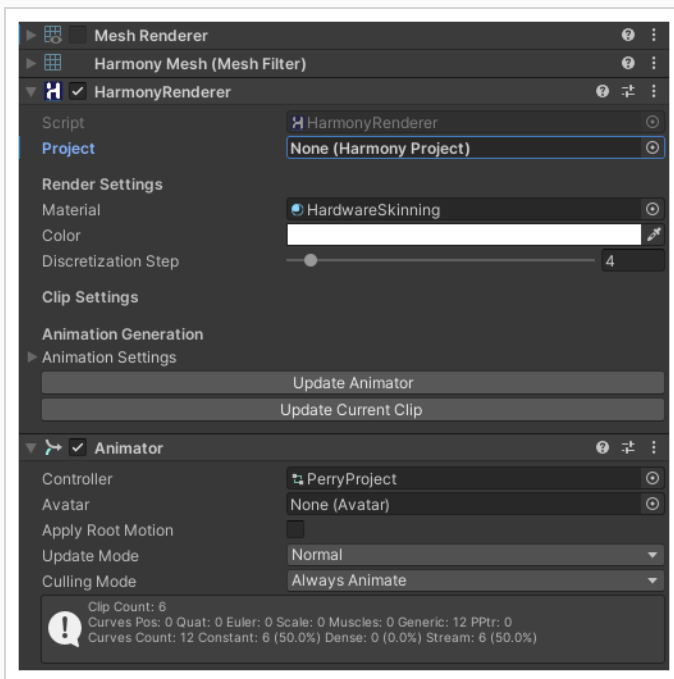 Mesh Renderer
Harmony Mesh (Mesh Filter)
HarmonyRenderer
Script HarmonyRenderer
Project None (Harmony Project)
Render Settings
Material HardwareSkinning
Color
Discretization Step 4
Clip Settings
Animation Generation
Animation Settings
Update Animator
Update Current Clip
Animator
Controller PerryProject
Avatar None (Avatar)
Apply Root Motion
Update Mode Normal
Culling Mode Always Animate
Clip Count: 6
Curves Pos: 0 Quat: 0 Euler: 0 Scale: 0 Muscles: 0 Generic: 12 PPtr: 0
Curves Count: 12 Constant: 6 (50.0%) Dense: 0 (0.0%) Stream: 6 (50.0%)